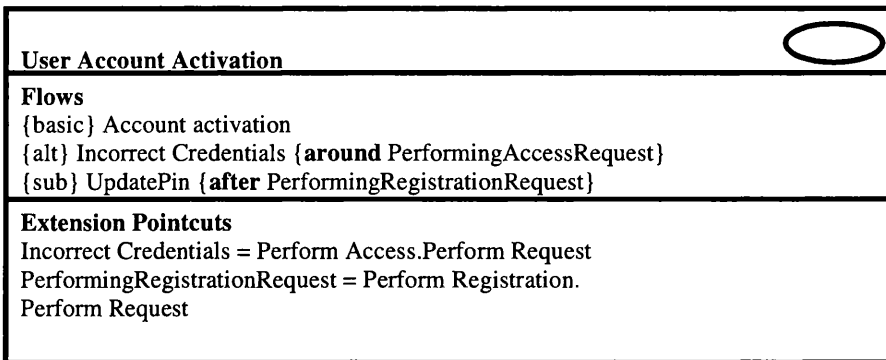 User Account Activation
Flows
{basic} Account activation
{alt} Incorrect Credentials {around PerformingAccessRequest}
{sub} UpdatePin {after PerformingRegistrationRequest}
Extension Pointcuts
Incorrect Credentials = Perform Access.Perform Request
PerformingRegistrationRequest = Perform Registration.
Perform Request